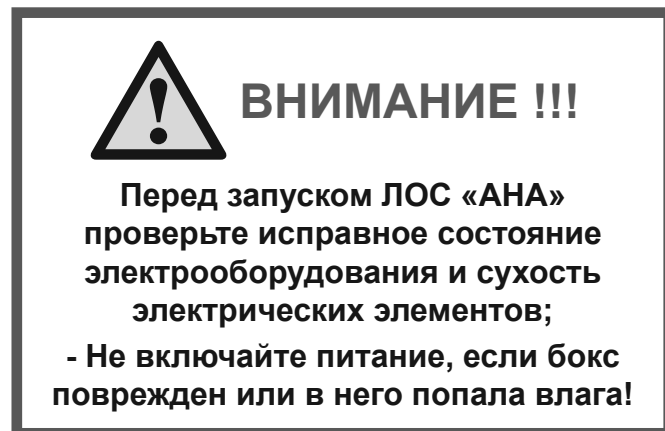 ВНИМАНИЕ !!!
Перед запуском ЛОС «АНА»
проверьте исправное состояние
электрооборудования и сухость
электрических элементов;
- Не включайте питание, если бокс
поврежден или в него попала влага!